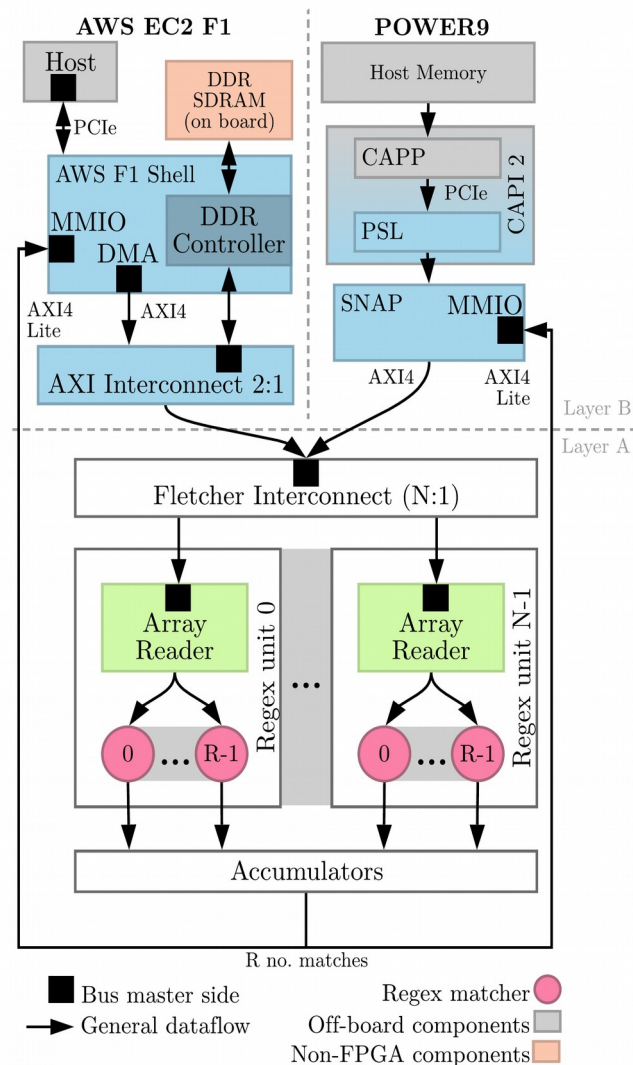 AWS EC2 F1
POWER9
Host
DDR
SDRAM
(on board)
Host Memory
PCIe
CAPP
CAPI 2
AWS F1 Shell
PCIe
MMIO
DDR
Controller
PSL
DMA
AXI4
Lite
AXI4
SNAP
MMIO
AXI Interconnect 2:1
AXI4
AXI4
Lite
Layer B
Layer A
Fletcher Interconnect (N:1)
Array
Reader
Regex unit 0
...
Array
Reader
Regex unit N-1
0
...
R-1
0
...
R-1
Accumulators
R no. matches
Bus master side
General dataflow
Regex matcher
Off-board components
Non-FPGA components